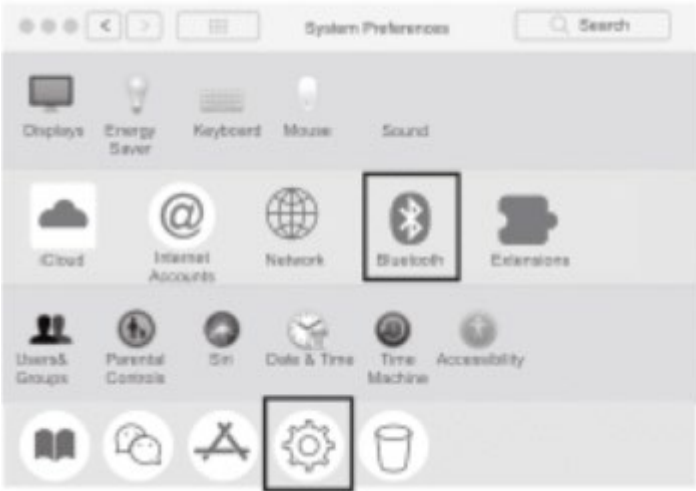 System Preferences
Search
Displays
Energy
Saver
Keyboard
Mouse
Sound
iCloud
Internet
Accounts
Network
Bluetooth
Extensions
Users&
Groups
Parental
Controls
Siri
Date & Time
Time
Machine
Accessibility